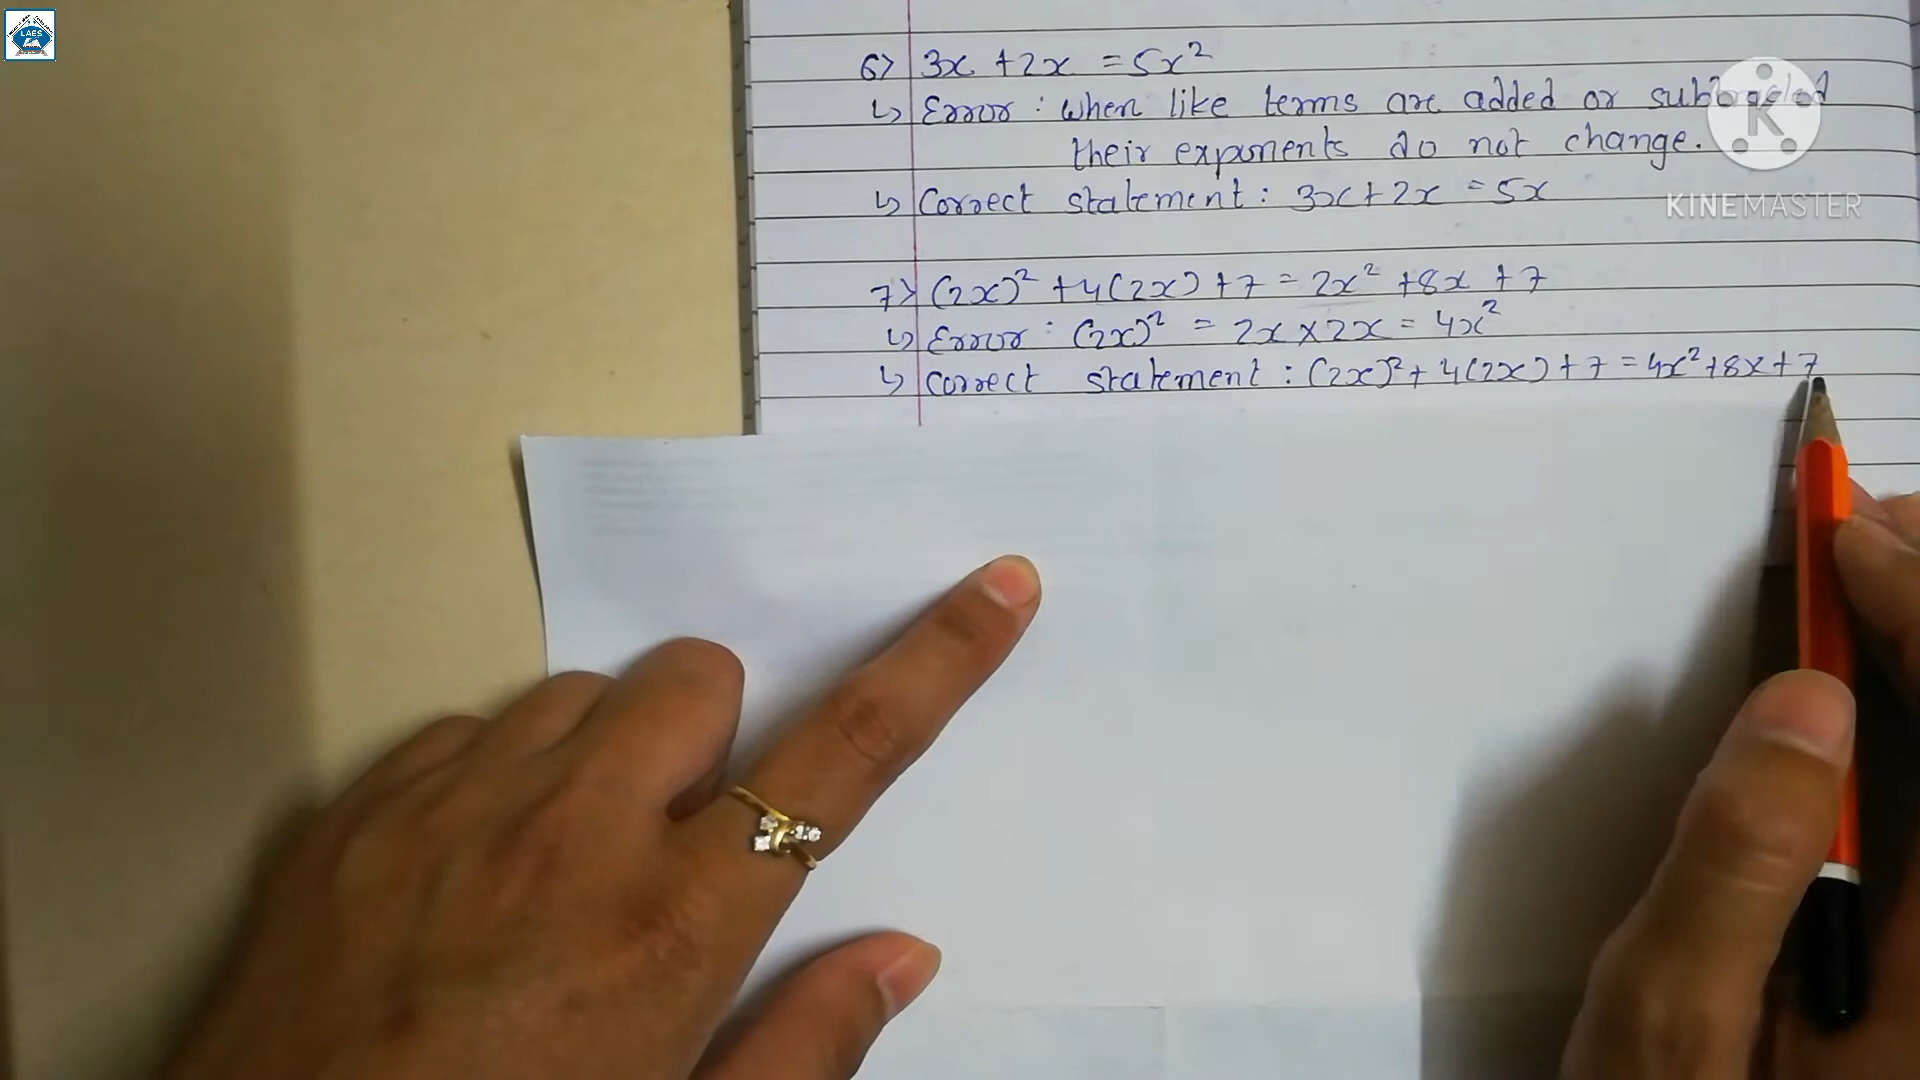 LAES
6> 3x + 2x = 5x²
↳ Error : when like terms are added or subtracted
their exponents do not change.
↳ Correct statement : 3x + 2x = 5x
7> (2x)² + 4(2x) + 7 = 2x² + 8x + 7
↳ Error : (2x)² = 2x × 2x = 4x²
↳ Correct statement : (2x)² + 4(2x) + 7 = 4x² + 8x + 7
K
KINEMASTER